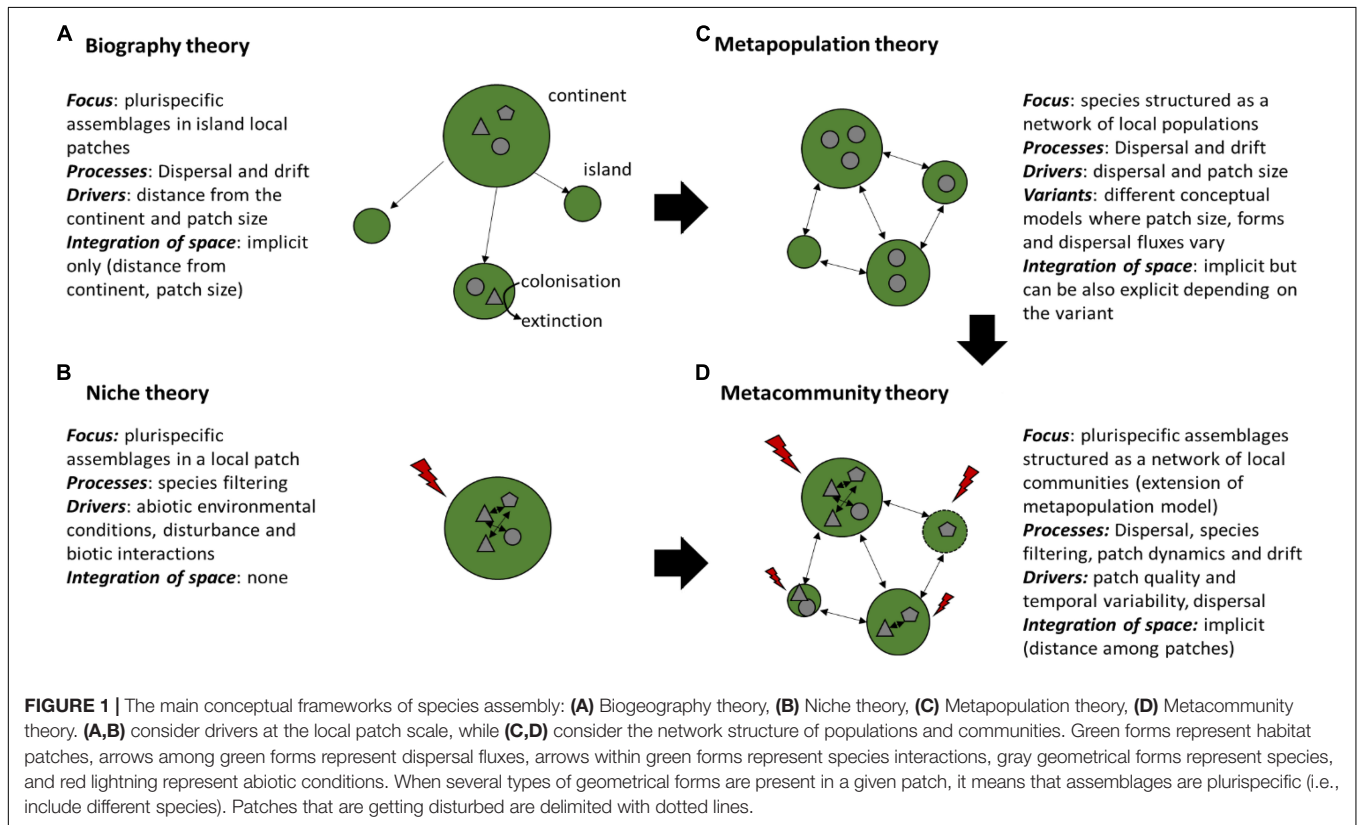 A
Biography theory
Focus: plurispecific
assemblages in island local
patches
Processes: Dispersal and drift
Drivers: distance from the
continent and patch size
Integration of space: implicit
only (distance from
continent, patch size)
continent
island
colonisation
extinction
C
Metapopulation theory
Focus: species structured as a
network of local populations
Processes: Dispersal and drift
Drivers: dispersal and patch size
Variants: different conceptual
models where patch size, forms
and dispersal fluxes vary
Integration of space: implicit but
can be also explicit depending on
the variant
B
Niche theory
Focus: plurispecific
assemblages in a local patch
Processes: species filtering
Drivers: abiotic environmental
conditions, disturbance and
biotic interactions
Integration of space: none
D
Metacommunity theory
Focus: plurispecific assemblages
structured as a network of local
communities (extension of
metapopulation model)
Processes: Dispersal, species
filtering, patch dynamics and drift
Drivers: patch quality and
temporal variability, dispersal
Integration of space: implicit
(distance among patches)
FIGURE 1 | The main conceptual frameworks of species assembly: (A) Biogeography theory, (B) Niche theory, (C) Metapopulation theory, (D) Metacommunity
theory. (A,B) consider drivers at the local patch scale, while (C,D) consider the network structure of populations and communities. Green forms represent habitat
patches, arrows among green forms represent dispersal fluxes, arrows within green forms represent species interactions, gray geometrical forms represent species,
and red lightning represent abiotic conditions. When several types of geometrical forms are present in a given patch, it means that assemblages are plurispecific (i.e.,
include different species). Patches that are getting disturbed are delimited with dotted lines.